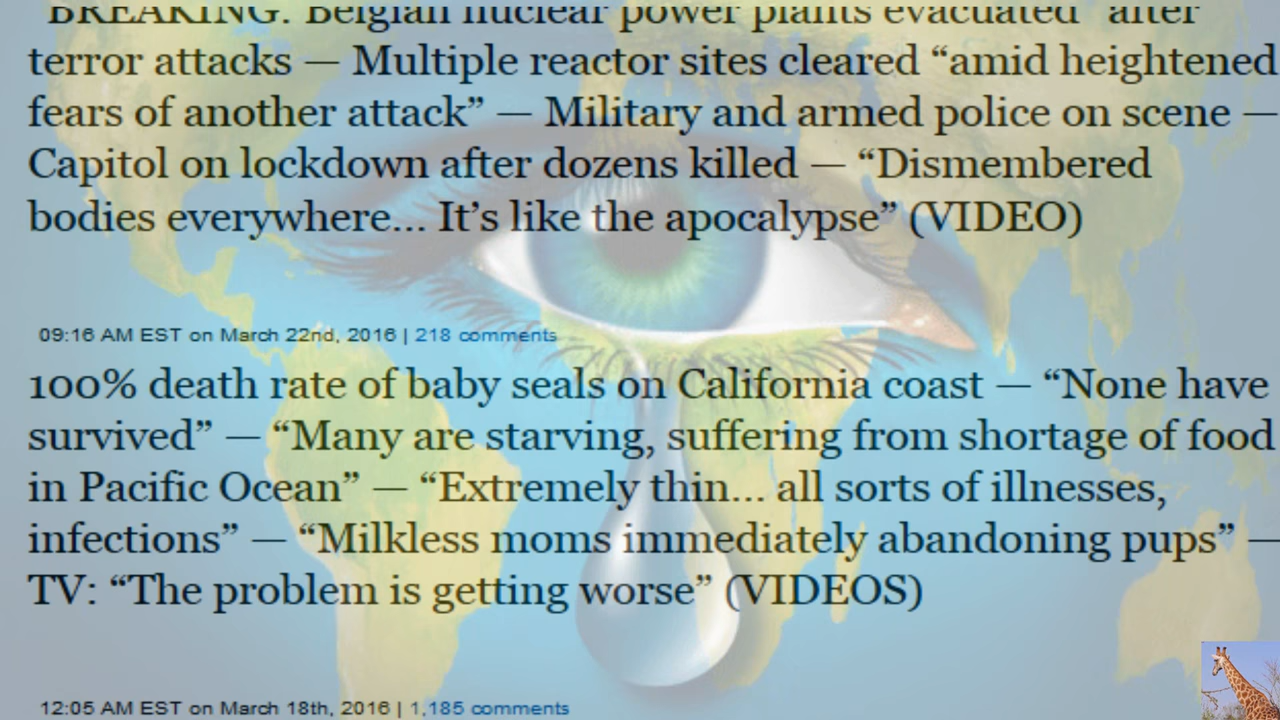 BREAKING: Belgian nuclear power plants evacuated “after
terror attacks — Multiple reactor sites cleared “amid heightened
fears of another attack” — Military and armed police on scene —
Capitol on lockdown after dozens killed — “Dismembered
bodies everywhere... It’s like the apocalypse” (VIDEO)
09:16 AM EST on March 22nd, 2016 | 218 comments
100% death rate of baby seals on California coast — “None have
survived” — “Many are starving, suffering from shortage of food
in Pacific Ocean” — “Extremely thin... all sorts of illnesses,
infections” — “Milkless moms immediately abandoning pups” —
TV: “The problem is getting worse” (VIDEOS)
12:05 AM EST on March 18th, 2016 | 1,185 comments